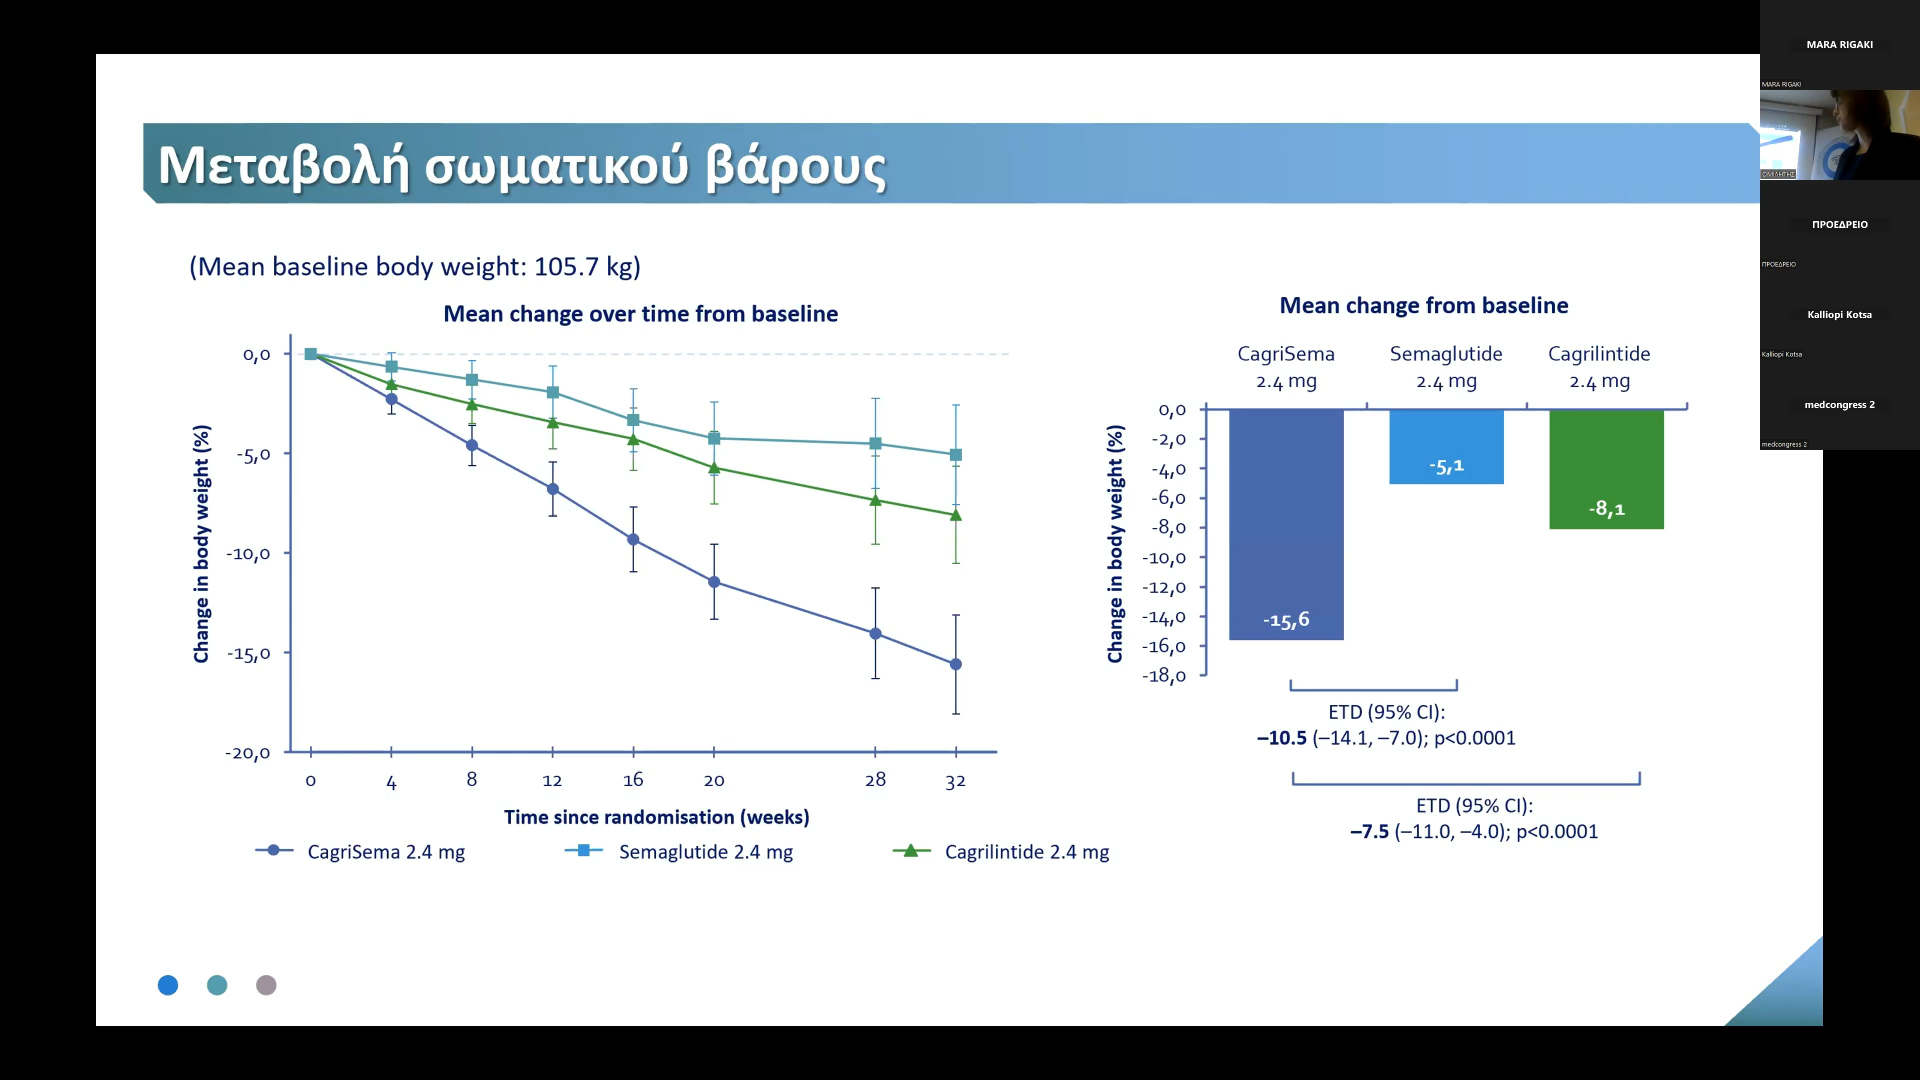 Μεταβολή σωματικού βάρους
(Mean baseline body weight: 105.7 kg)
Mean change over time from baseline
Change in body weight (%)
0,0
-5,0
-10,0
-15,0
-20,0
0 4 8 12 16 20 28 32
Time since randomisation (weeks)
CagriSema 2.4 mg Semaglutide 2.4 mg Cagrilintide 2.4 mg
Mean change from baseline
CagriSema Semaglutide Cagrilintide
2.4 mg 2.4 mg 2.4 mg
Change in body weight (%)
0,0
-2,0
-4,0
-6,0
-8,0
-10,0
-12,0
-14,0
-16,0
-18,0
-15,6
-5,1
-8,1
ETD (95% CI):
–10.5 (–14.1, –7.0); p<0.0001
ETD (95% CI):
–7.5 (–11.0, –4.0); p<0.0001
MARA RIGAKI
MARA RIGAKI
ΟΜΙΛΗΤΗΣ
ΠΡΟΕΔΡΕΙΟ
ΠΡΟΕΔΡΕΙΟ
Kalliopi Kotsa
Kalliopi Kotsa
medcongress 2
medcongress 2